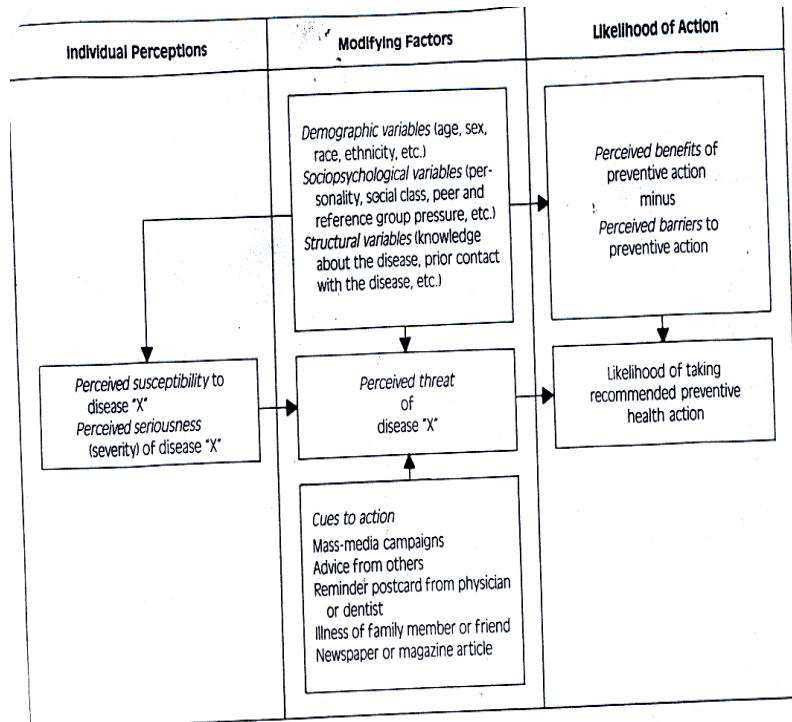 Individual Perceptions
Modifying Factors
Likelihood of Action
Demographic variables (age, sex,
race, ethnicity, etc.)
Sociopsychological variables (per-
sonality, social class, peer and
reference group pressure, etc.)
Structural variables (knowledge
about the disease, prior contact
with the disease, etc.)
Perceived benefits of
preventive action
minus
Perceived barriers to
preventive action
Perceived susceptibility to
disease "X"
Perceived seriousness
(severity) of disease "X"
Perceived threat
of
disease "X"
Likelihood of taking
recommended preventive
health action
Cues to action
Mass-media campaigns
Advice from others
Reminder postcard from physician
or dentist
Illness of family member or friend
Newspaper or magazine article